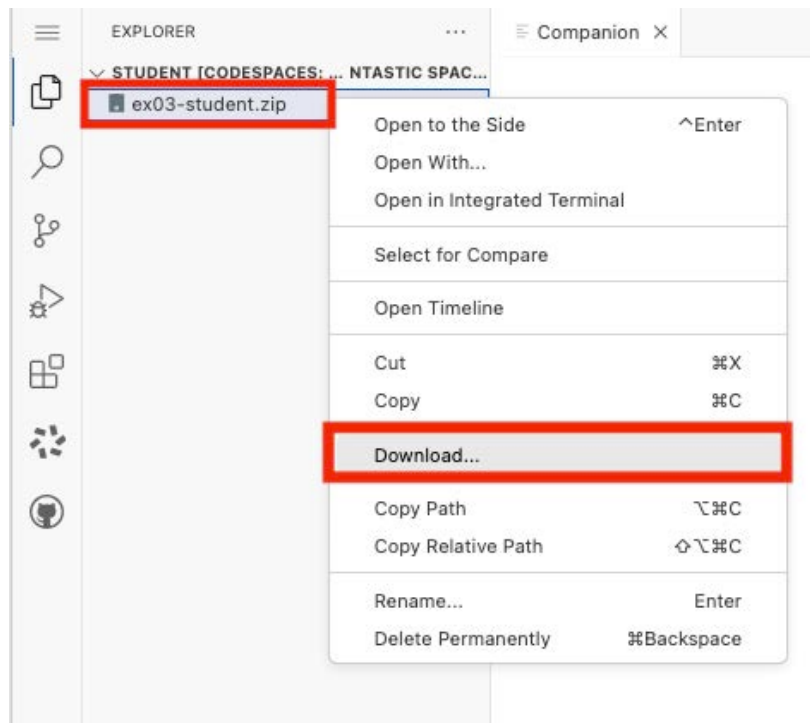 EXPLORER ... Companion ×
STUDENT [CODESPACES: ... NTASTIC SPAC...
ex03-student.zip
Open to the Side ^Enter
Open With...
Open in Integrated Terminal
Select for Compare
Open Timeline
Cut ⌘X
Copy ⌘C
Download...
Copy Path ⌥⌘C
Copy Relative Path ⇧⌥⌘C
Rename... Enter
Delete Permanently ⌘Backspace